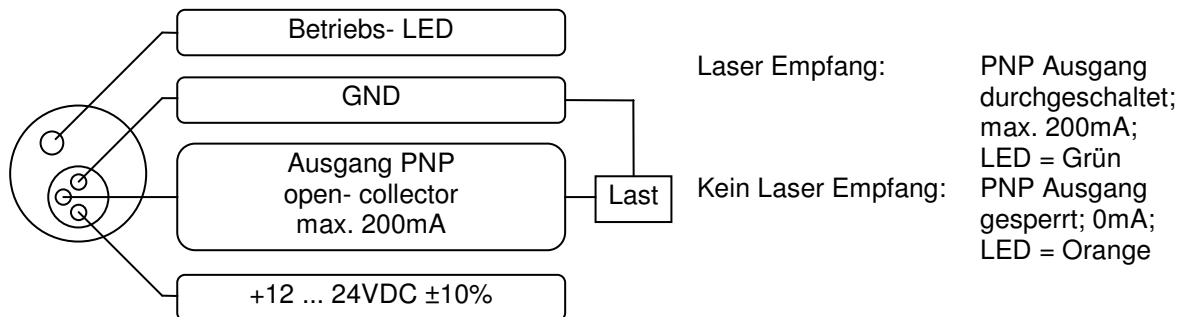 Betriebs- LED
GND
Ausgang PNP
open- collector
max. 200mA
Last
+12 ... 24VDC ±10%
Laser Empfang:
PNP Ausgang
durchgeschaltet;
max. 200mA;
LED = Grün
Kein Laser Empfang:
PNP Ausgang
gesperrt; 0mA;
LED = Orange